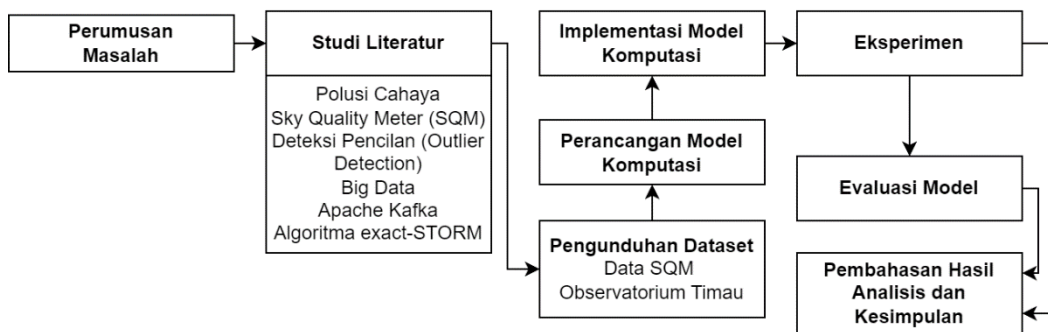 Perumusan
Masalah
Studi Literatur
Polusi Cahaya
Sky Quality Meter (SQM)
Deteksi Pencilan (Outlier
Detection)
Big Data
Apache Kafka
Algoritma exact-STORM
Pengunduhan Dataset
Data SQM
Observatorium Timau
Perancangan Model
Komputasi
Implementasi Model
Komputasi
Eksperimen
Evaluasi Model
Pembahasan Hasil
Analisis dan
Kesimpulan